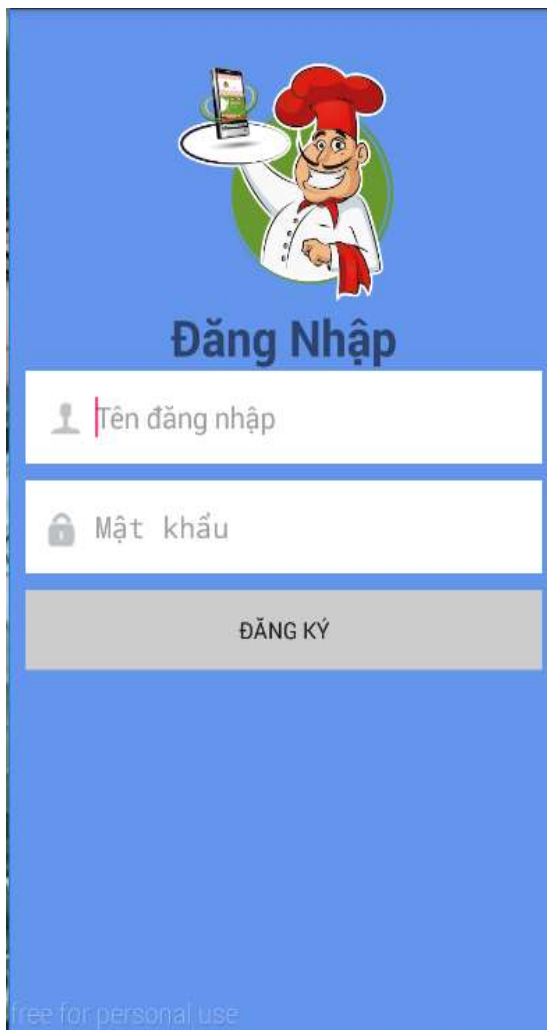 Đăng Nhập
Tên đăng nhập
Mật khẩu
ĐĂNG KÝ
free for personal use